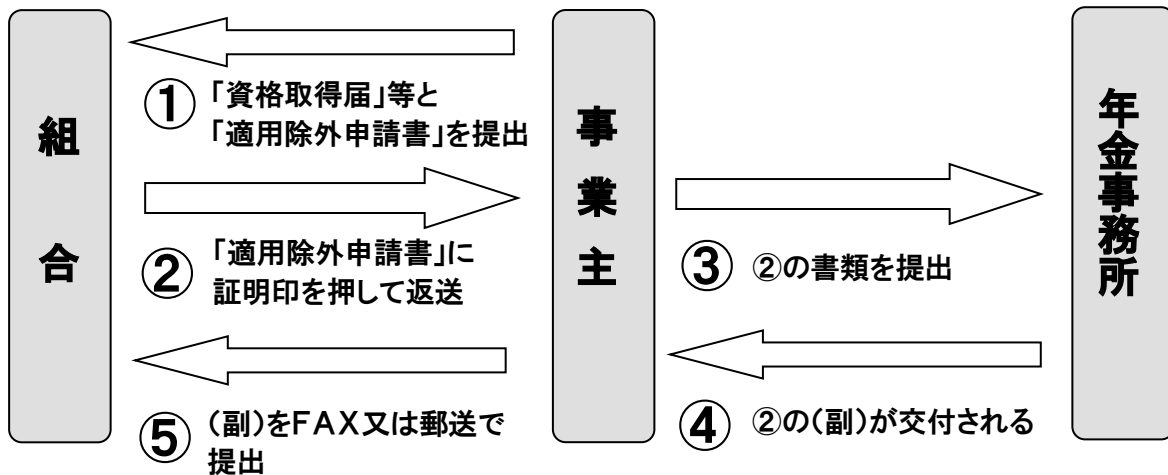 組合
事業主
年金事務所
①「資格取得届」等と
「適用除外申請書」を提出
②「適用除外申請書」に
証明印を押して返送
③ ②の書類を提出
④ ②の(副)が交付される
⑤(副)をFAX又は郵送で
提出